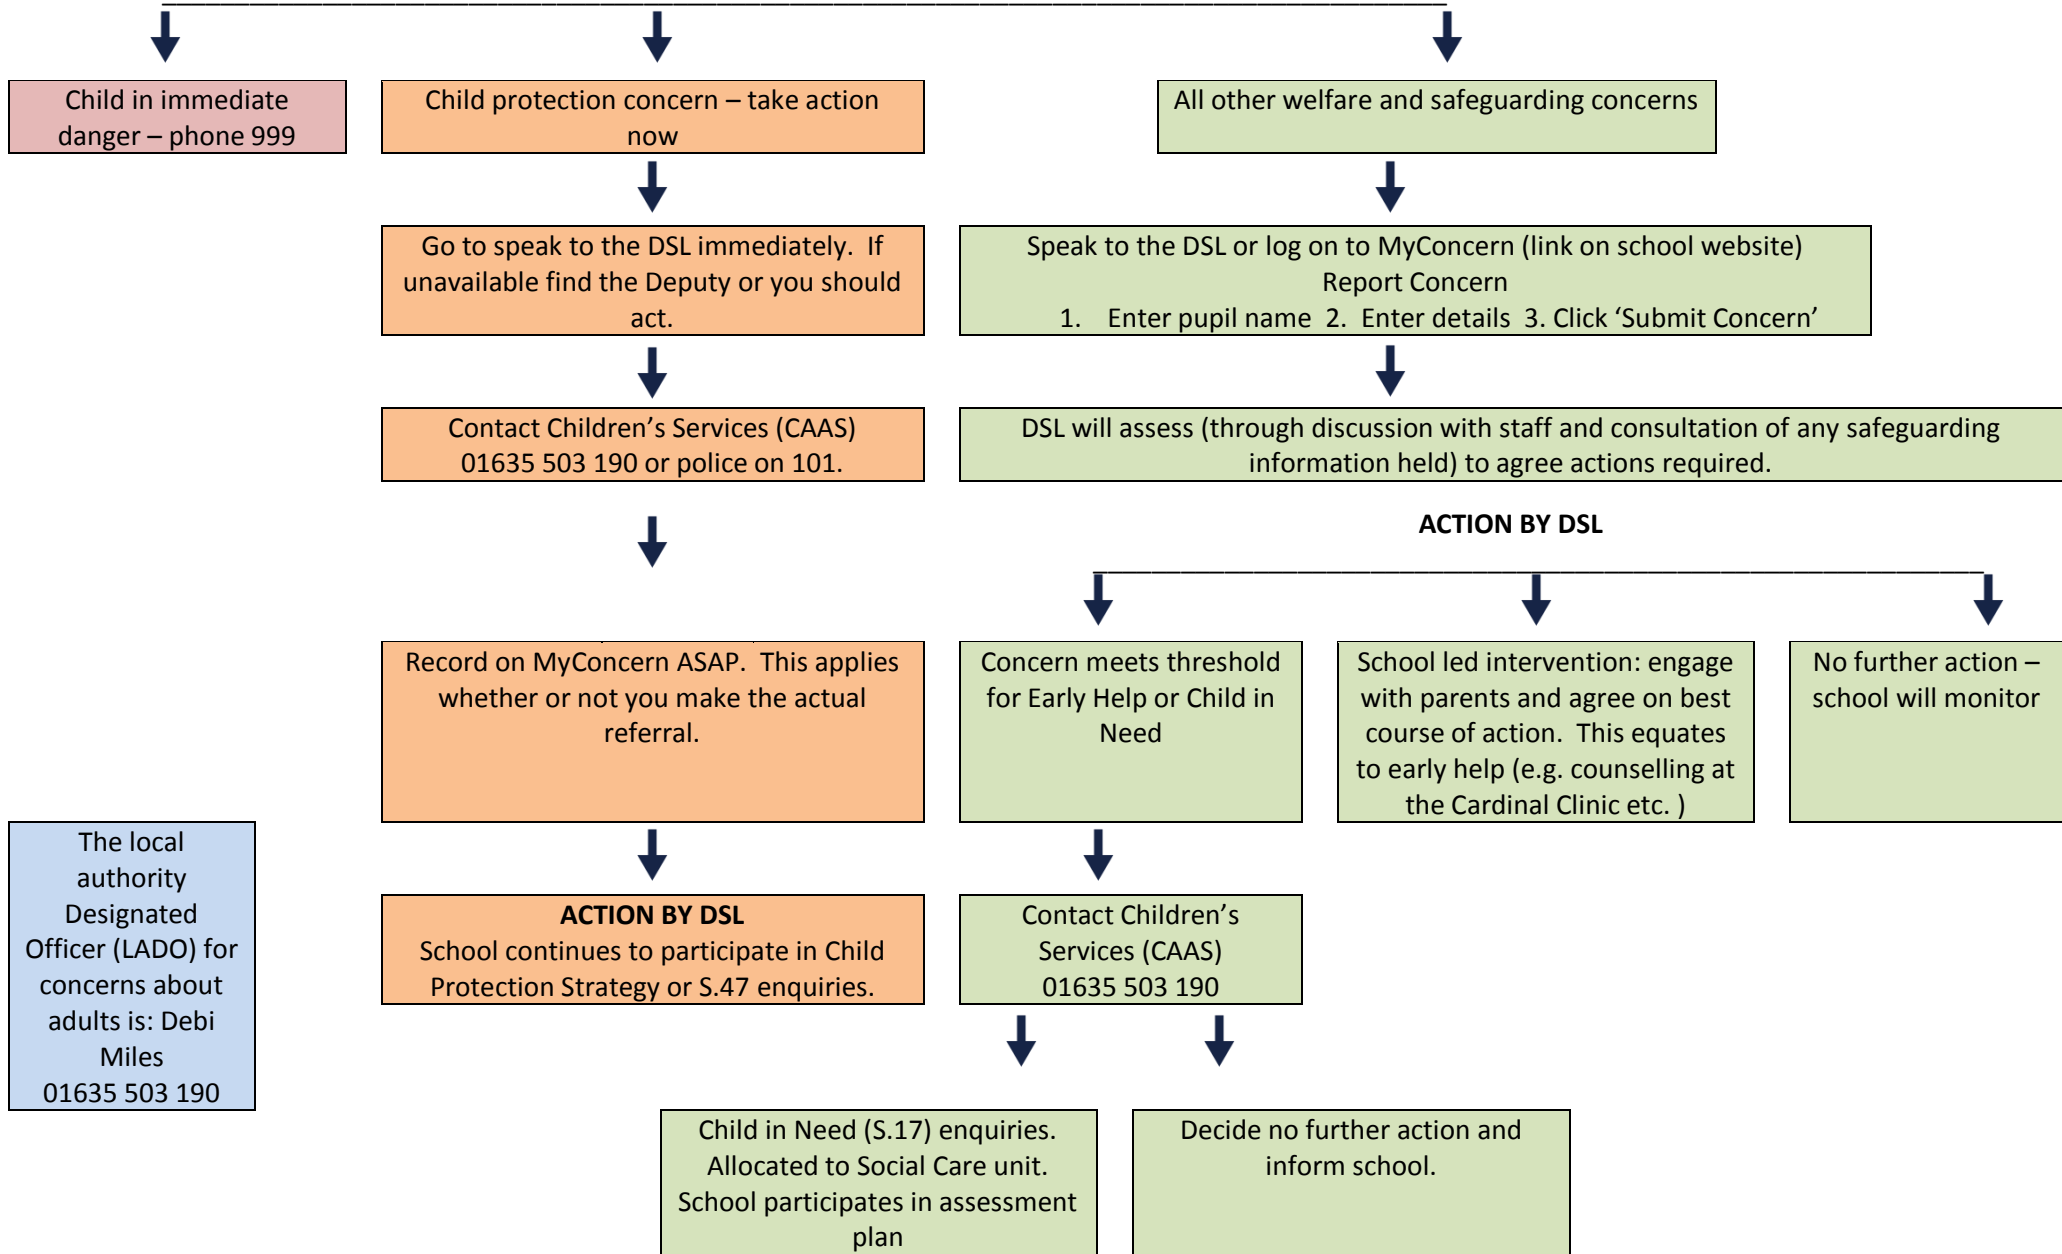 Child in immediate
danger – phone 999
Child protection concern – take action
now
All other welfare and safeguarding concerns
Go to speak to the DSL immediately.  If
unavailable find the Deputy or you should
act.
Speak to the DSL or log on to MyConcern (link on school website)
Report Concern
1.    Enter pupil name  2.  Enter details  3. Click ‘Submit Concern’
Contact Children’s Services (CAAS)
01635 503 190 or police on 101.
DSL will assess (through discussion with staff and consultation of any safeguarding
information held) to agree actions required.
ACTION BY DSL
Record on MyConcern ASAP.  This applies
whether or not you make the actual
referral.
Concern meets threshold
for Early Help or Child in
Need
School led intervention: engage
with parents and agree on best
course of action.  This equates
to early help (e.g. counselling at
the Cardinal Clinic etc. )
No further action –
school will monitor
The local
authority
Designated
Officer (LADO) for
concerns about
adults is: Debi
Miles
01635 503 190
ACTION BY DSL
School continues to participate in Child
Protection Strategy or S.47 enquiries.
Contact Children’s
Services (CAAS)
01635 503 190
Child in Need (S.17) enquiries.
Allocated to Social Care unit.
School participates in assessment
plan
Decide no further action and
inform school.